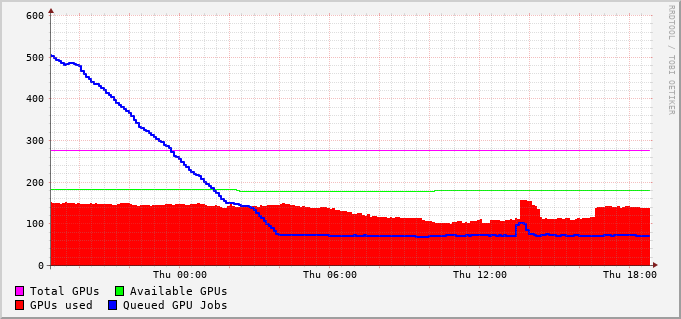 600
500
400
300
200
100
0
Thu 00:00 Thu 06:00 Thu 12:00 Thu 18:00
Total GPUs Available GPUs
GPUs used Queued GPU Jobs
RRDTOOL / TOBI OETIKER